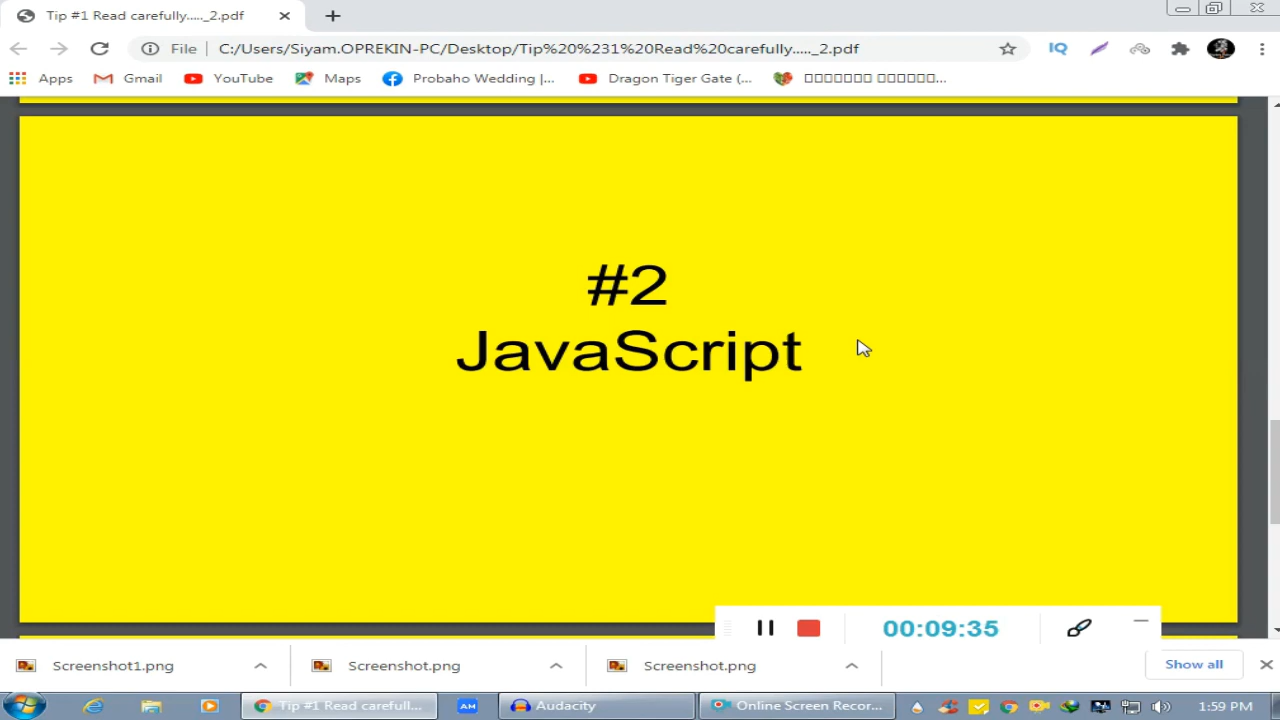 Tip #1 Read carefully....._2.pdf
File C:/Users/Siyam.OPREKIN-PC/Desktop/Tip%20%231%20Read%20carefully....._2.pdf
IQ
Apps Gmail YouTube Maps Probaho Wedding |... Dragon Tiger Gate (...
#2
JavaScript
00:09:35
Screenshot1.png Screenshot.png Screenshot.png Show all
Tip #1 Read carefull... AM Audacity Online Screen Recor... 1:59 PM